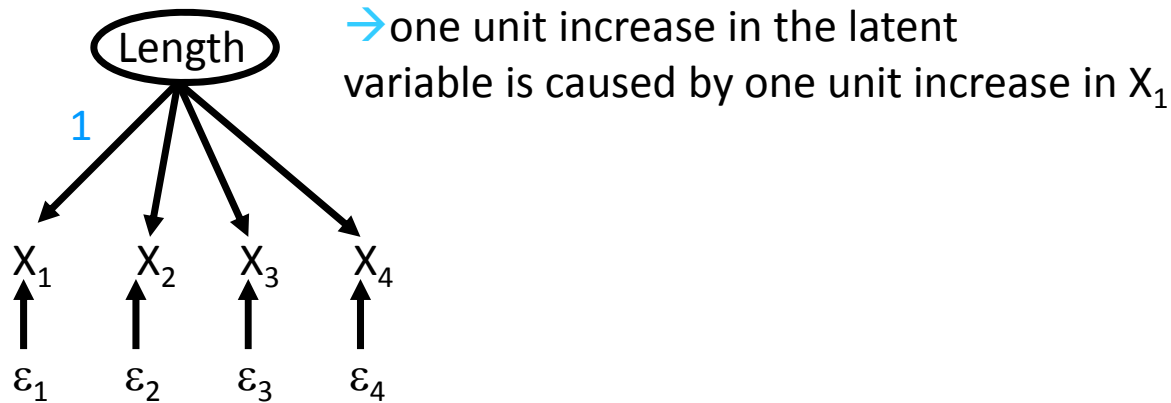 Length
→one unit increase in the latent
variable is caused by one unit increase in X₁
1
X₁ X₂ X₃ X₄
ε₁ ε₂ ε₃ ε₄